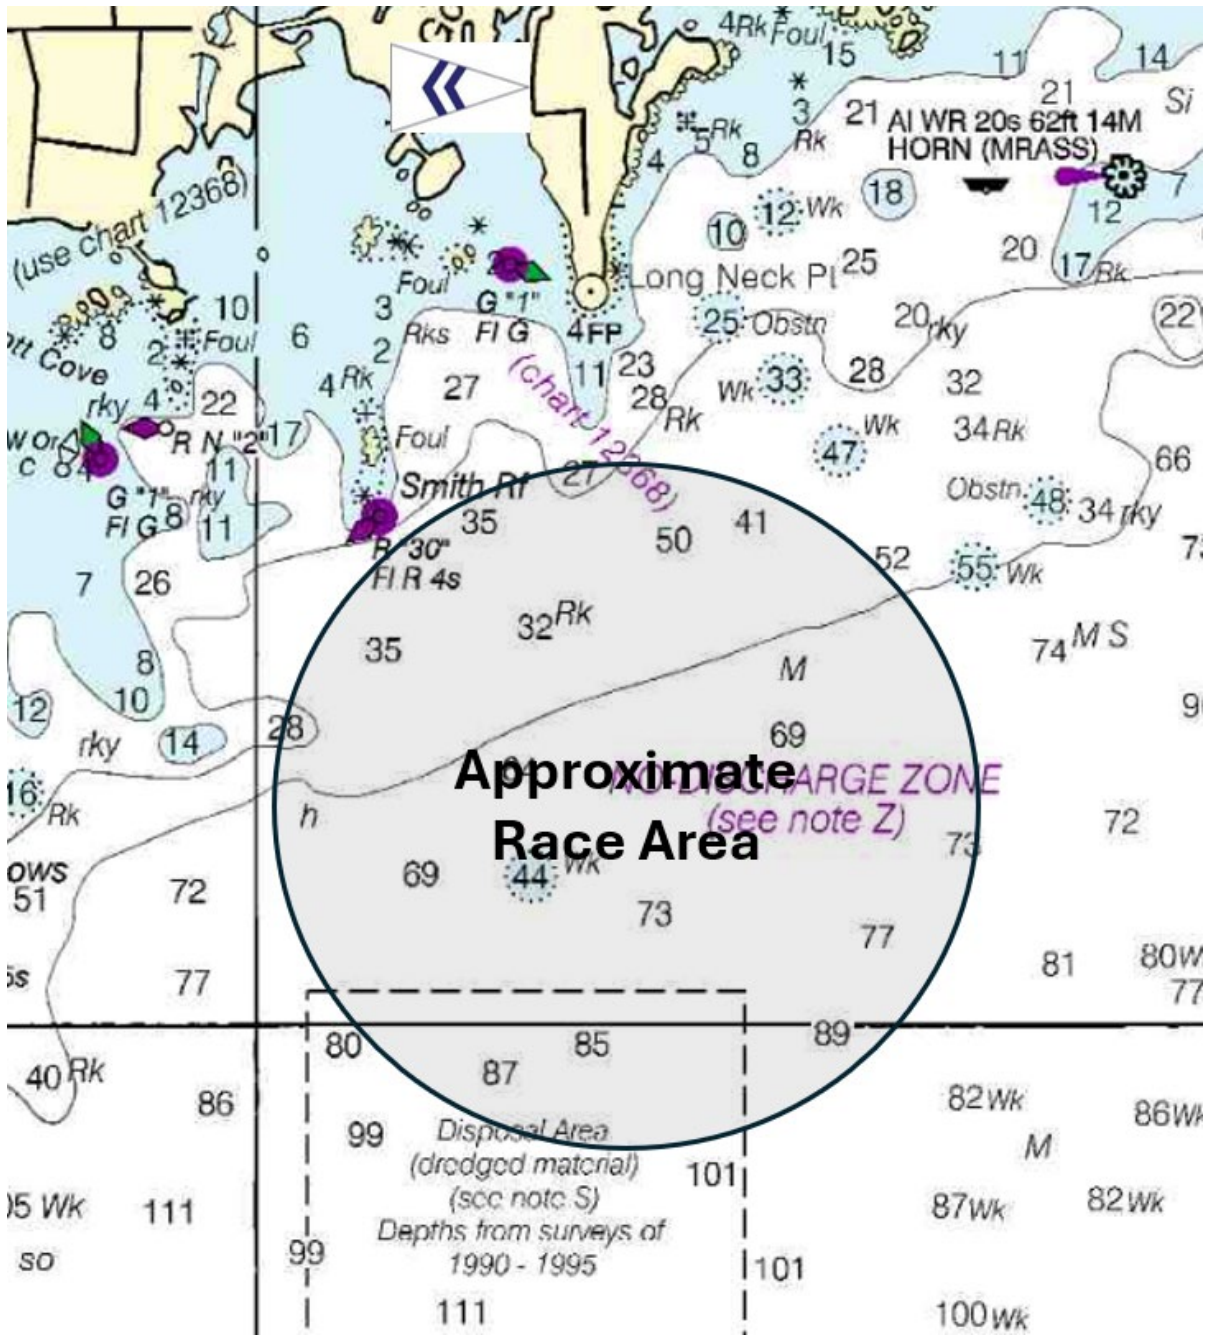 4Rk Foul
15
11
14
21
Si
3
Rk
21
Al WR 20s 62ft 14M
HORN (MRASS)
5 Rk
8
4
7
18
12 Wk
12
10
(use chart 12368)
25
20
17 Rk
Long Neck Pt
Foul
G "1"
Fl G
10
3
8
2
Foul
6
Rks
4 FP
25 Obstn
20 rky
22
2
23
11
28
Rk
(chart 12368)
4 Rk
27
Wk 33
28
32
4
22
rky
R N "2"
17
Foul
Wk
47
34 Rk
66
W Or
C
4
11
G "1"
Fl G
rky
8
11
Smith Rf
27
Obstn
48
34 rky
35
50
41
R "30"
Fl R 4s
52
55 Wk
7
26
32 Rk
35
74 M S
M
8
10
12
28
69
14
rky
Approximate
Race Area
NO-DISCHARGE ZONE
(see note Z)
64
16
Rk
h
72
73
51
72
69
44 Wk
73
77
77
81
80W
77
80
85
89
87
40 Rk
86
82 Wk
86 Wk
99
Disposal Area
(dredged material)
(see note S)
Depths from surveys of
1990 - 1995
M
101
111
87 Wk
82 Wk
so
99
101
111
100 Wk